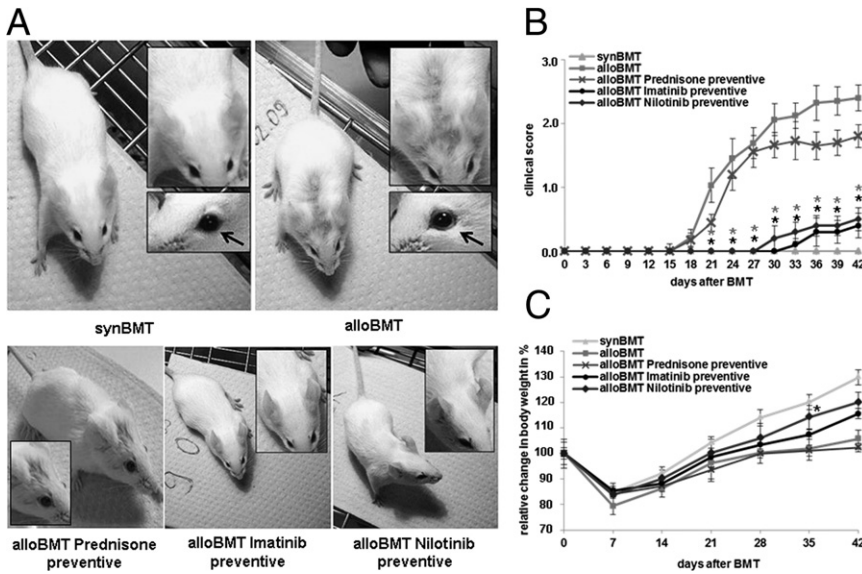 A
synBMT
alloBMT
alloBMT Prednisone preventive
alloBMT Imatinib preventive
alloBMT Nilotinib preventive
B
synBMT
alloBMT
alloBMT Prednisone preventive
alloBMT Imatinib preventive
alloBMT Nilotinib preventive
clinical score
3.0
2.0
1.0
0.0
* * * * *
* * * * * * * * *
0 3 6 9 12 15 18 21 24 27 30 33 36 39 42
days after BMT
C
synBMT
alloBMT
alloBMT Prednisone preventive
alloBMT Imatinib preventive
alloBMT Nilotinib preventive
relative change in body weight in %
140
130
120
110
100
90
80
70
*
0 7 14 21 28 35 42
days after BMT